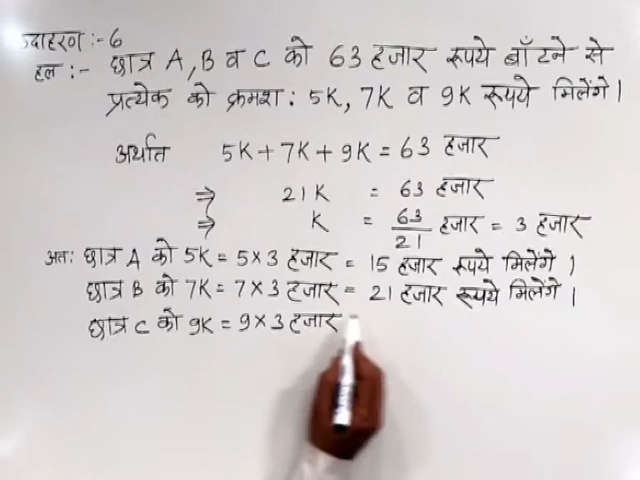 उदाहरण :- 6
हल :- छात्र A, B व C को 63 हजार रूपये बाँटने से
प्रत्येक को क्रमश: 5K, 7K व 9K रूपये मिलेंगे।
अर्थात 5K + 7K + 9K = 63 हजार
⇒ 21K = 63 हजार
⇒ K = 63/21 हजार = 3 हजार
अत: छात्र A को 5K = 5 × 3 हजार = 15 हजार रूपये मिलेंगे।
छात्र B को 7K = 7 × 3 हजार = 21 हजार रूपये मिलेंगे।
छात्र C को 9K = 9 × 3 हजार =